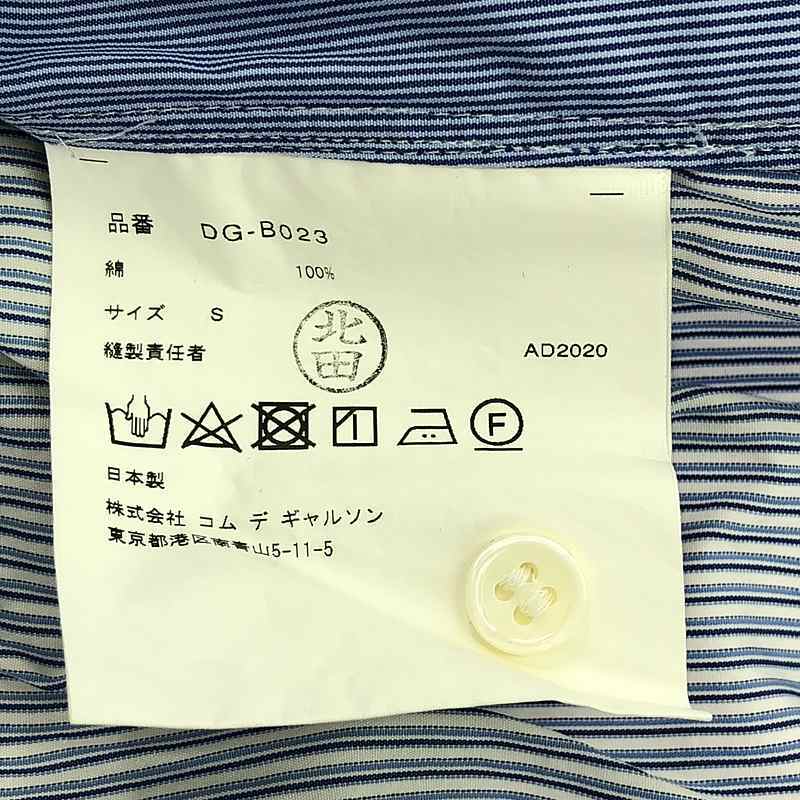 品番 DG-B023
綿 100%
サイズ S
北田
縫製責任者 AD2020
F
日本製
株式会社 コム デ ギャルソン
東京都港区南青山5-11-5